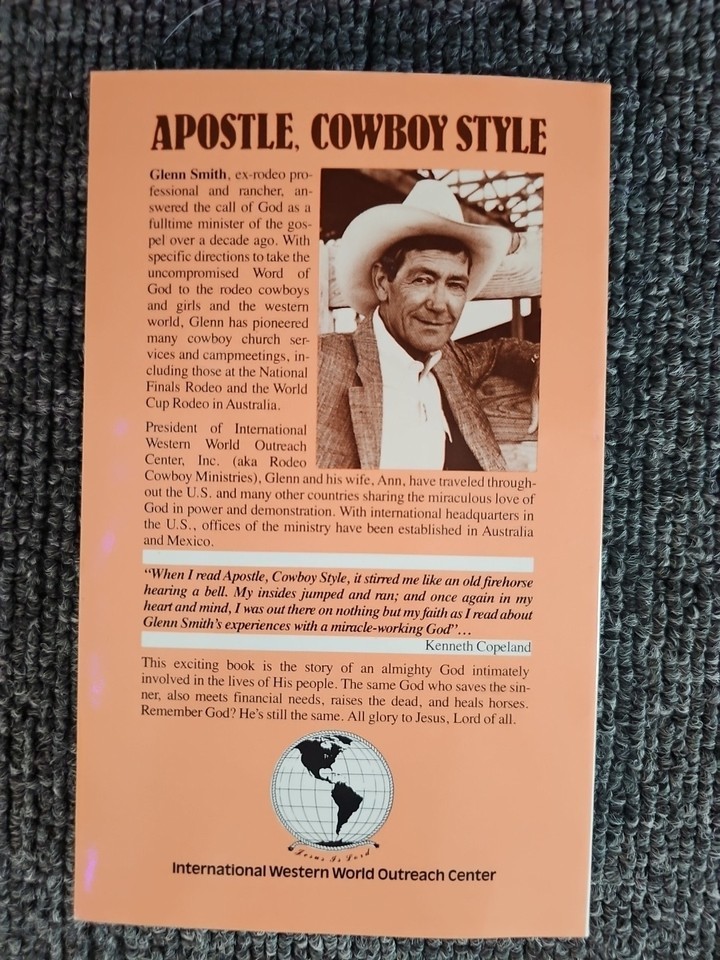 APOSTLE, COWBOY STYLE
Glenn Smith, ex-rodeo pro-
fessional and rancher, an-
swered the call of God as a
fulltime minister of the gos-
pel over a decade ago. With
specific directions to take the
uncompromised Word of
God to the rodeo cowboys
and girls and the western
world, Glenn has pioneered
many cowboy church ser-
vices and campmeetings, in-
cluding those at the National
Finals Rodeo and the World
Cup Rodeo in Australia.
President of International
Western World Outreach
Center, Inc. (aka Rodeo
Cowboy Ministries), Glenn and his wife, Ann, have traveled through-
out the U.S. and many other countries sharing the miraculous love of
God in power and demonstration. With international headquarters in
the U.S., offices of the ministry have been established in Australia
and Mexico.
“When I read Apostle, Cowboy Style, it stirred me like an old firehorse
hearing a bell. My insides jumped and ran; and once again in my
heart and mind, I was out there on nothing but my faith as I read about
Glenn Smith’s experiences with a miracle-working God”...
Kenneth Copeland
This exciting book is the story of an almighty God intimately
involved in the lives of His people. The same God who saves the sin-
ner, also meets financial needs, raises the dead, and heals horses.
Remember God? He’s still the same. All glory to Jesus, Lord of all.
Jesus Is Lord
International Western World Outreach Center